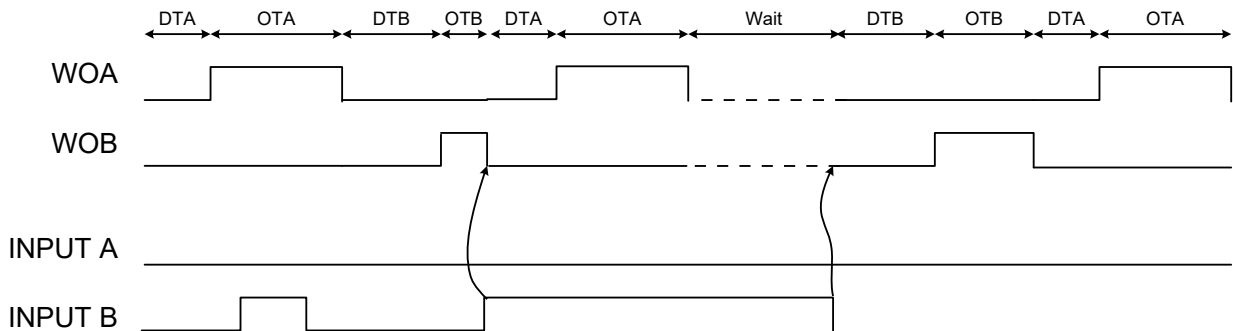 DTA OTA DTB OTB DTA OTA Wait DTB OTB DTA OTA
WOA
WOB
INPUT A
INPUT B